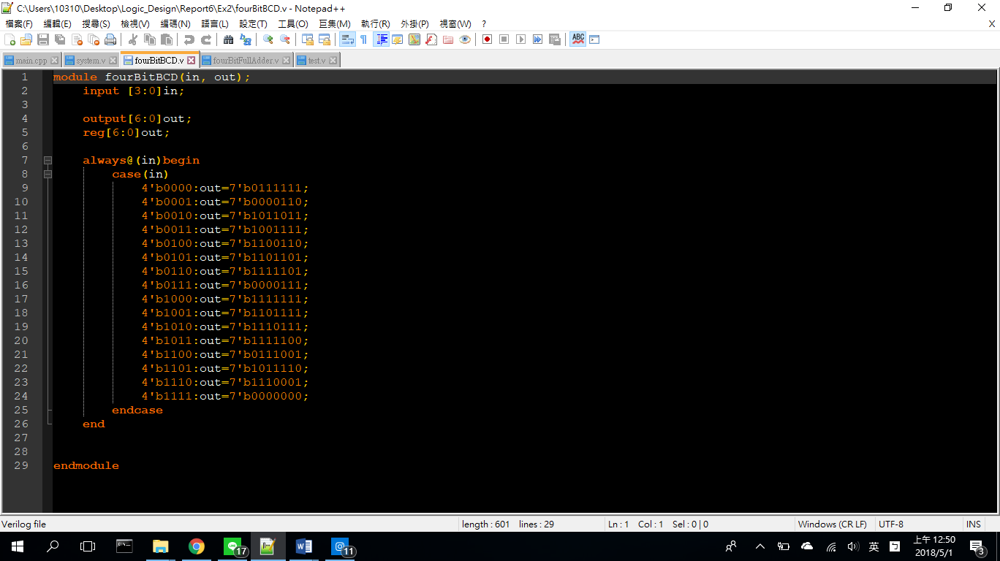 C:\Users\10310\Desktop\Logic_Design\Report6\Ex2\fourBitBCD.v - Notepad++
檔案(F) 編輯(E) 搜尋(S) 檢視(V) 編碼(N) 語言(L) 設定(T) 工具(O) 巨集(M) 執行(R) 外掛(P) 視窗(W) ? X
main.cpp system.v fourBitBCD.v fourBitFullAdder.v test.v
1 module fourBitBCD(in, out);
2 input [3:0]in;
3
4 output[6:0]out;
5 reg[6:0]out;
6
7 always@(in)begin
8 case(in)
9 4'b0000:out=7'b0111111;
10 4'b0001:out=7'b0000110;
11 4'b0010:out=7'b1011011;
12 4'b0011:out=7'b1001111;
13 4'b0100:out=7'b1100110;
14 4'b0101:out=7'b1101101;
15 4'b0110:out=7'b1111101;
16 4'b0111:out=7'b0000111;
17 4'b1000:out=7'b1111111;
18 4'b1001:out=7'b1101111;
19 4'b1010:out=7'b1110111;
20 4'b1011:out=7'b1111100;
21 4'b1100:out=7'b0111001;
22 4'b1101:out=7'b1011110;
23 4'b1110:out=7'b1110001;
24 4'b1111:out=7'b0000000;
25 endcase
26 end
27
28
29 endmodule
Verilog file length : 601 lines : 29 Ln : 1 Col : 1 Sel : 0 | 0 Windows (CR LF) UTF-8 INS
17 11 英 上午 12:50
2018/5/1 3